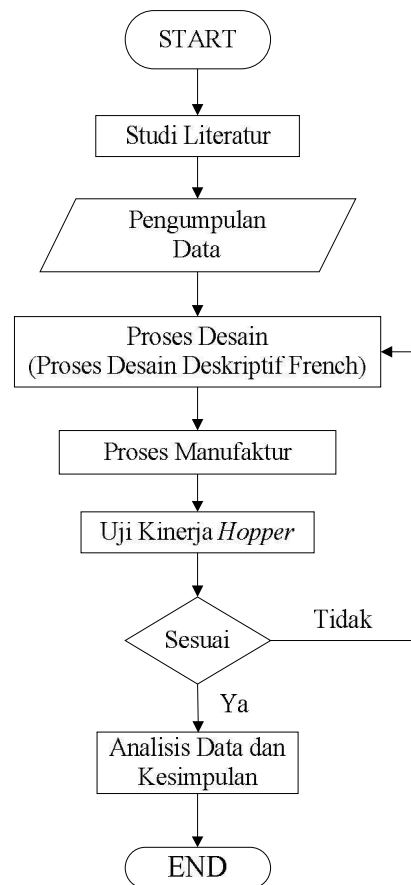 START
Studi Literatur
Pengumpulan
Data
Proses Desain
(Proses Desain Deskriptif French)
Proses Manufaktur
Uji Kinerja Hopper
Sesuai
Tidak
Ya
Analisis Data dan
Kesimpulan
END